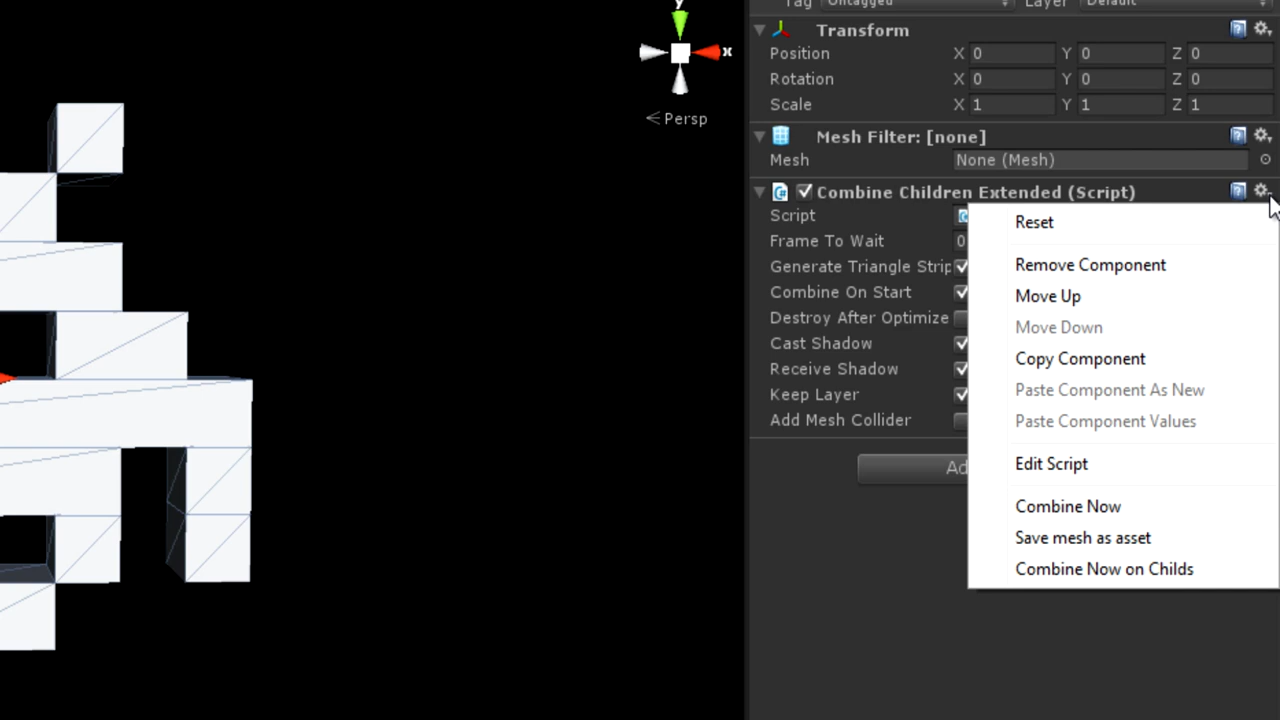 Tag Untagged Layer Default
y
Transform
x
Position X 0 Y 0 Z 0
Rotation X 0 Y 0 Z 0
Scale X 1 Y 1 Z 1
Persp
Mesh Filter: [none]
Mesh None (Mesh)
Combine Children Extended (Script)
Script
Frame To Wait 0
Generate Triangle Strip
Combine On Start
Destroy After Optimize
Cast Shadow
Receive Shadow
Keep Layer
Add Mesh Collider
Ad
Reset
Remove Component
Move Up
Move Down
Copy Component
Paste Component As New
Paste Component Values
Edit Script
Combine Now
Save mesh as asset
Combine Now on Childs